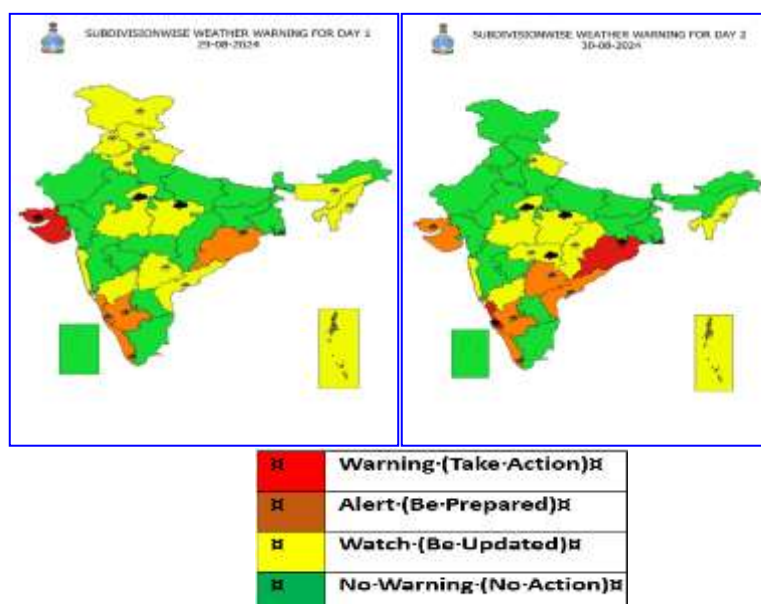 SUBDIVISIONWISE WEATHER WARNING FOR DAY 1
29-08-2024
SUBDIVISIONWISE WEATHER WARNING FOR DAY 2
30-08-2024
¤ Warning·(Take·Action)¤
¤ Alert·(Be·Prepared)¤
¤ Watch·(Be·Updated)¤
¤ No·Warning·(No·Action)¤